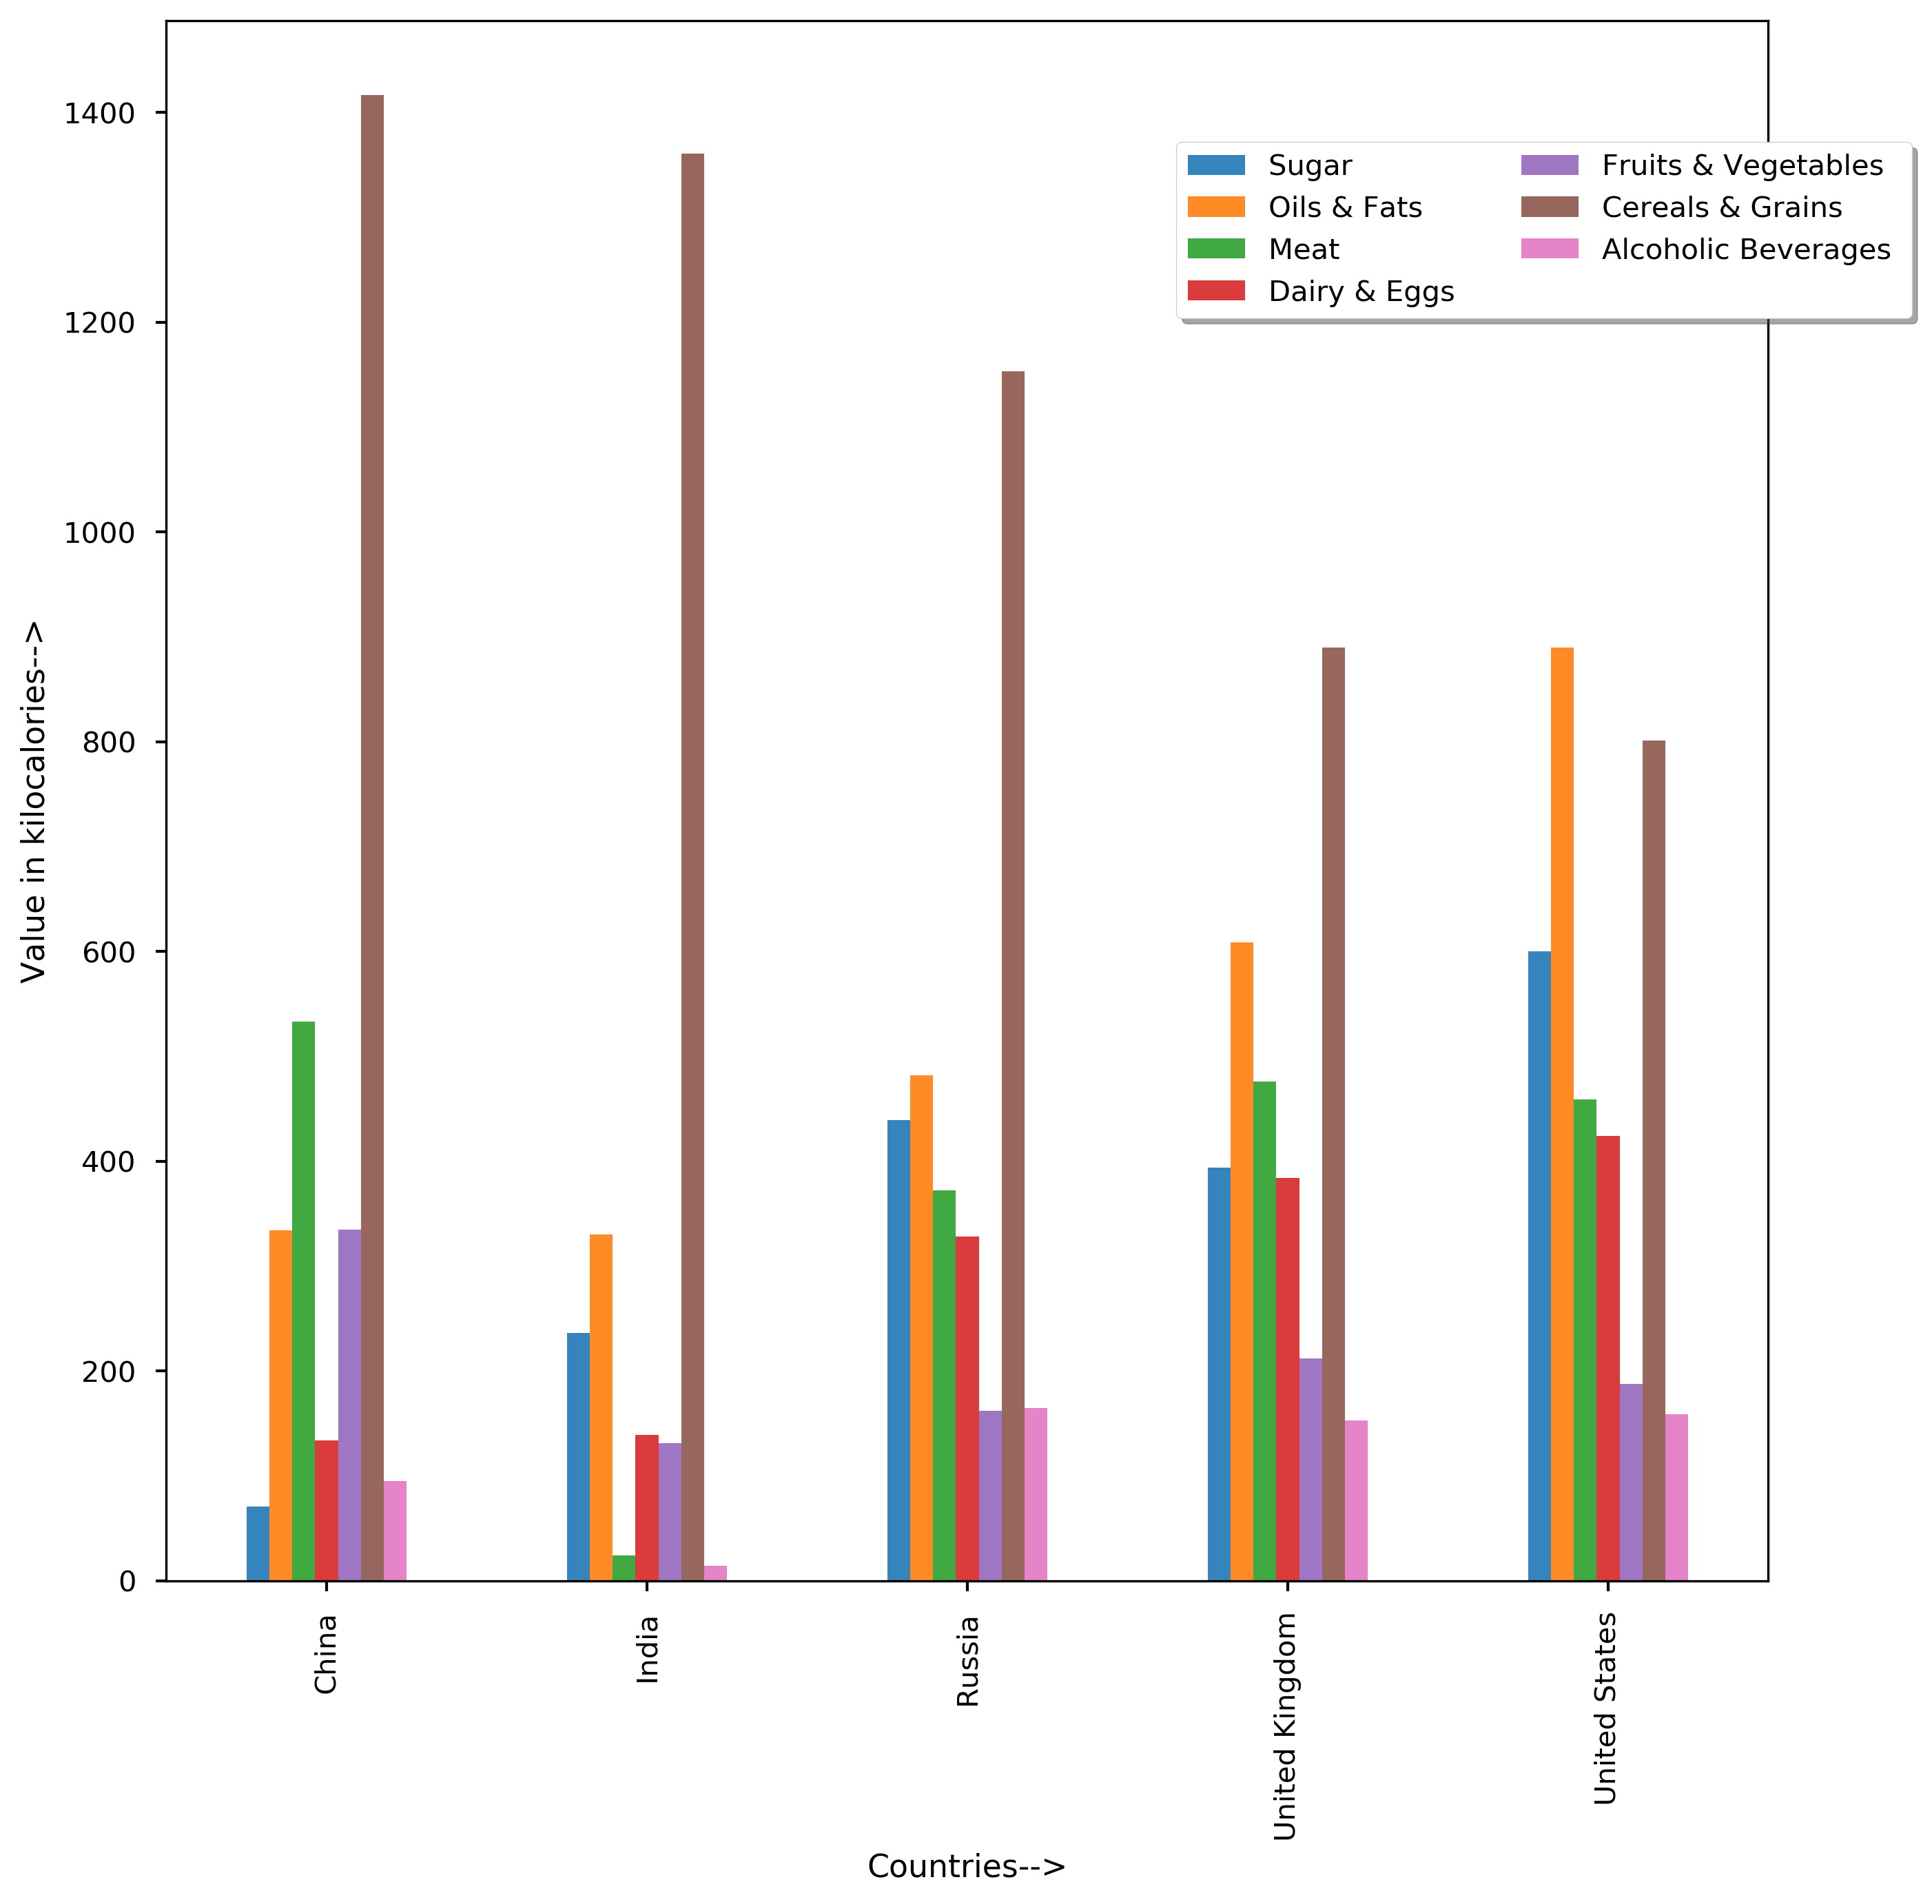 1400
1200
1000
800
600
400
200
0
Value in kilocalories-->
Sugar
Oils & Fats
Meat
Dairy & Eggs
Fruits & Vegetables
Cereals & Grains
Alcoholic Beverages
China
India
Russia
United Kingdom
United States
Countries-->